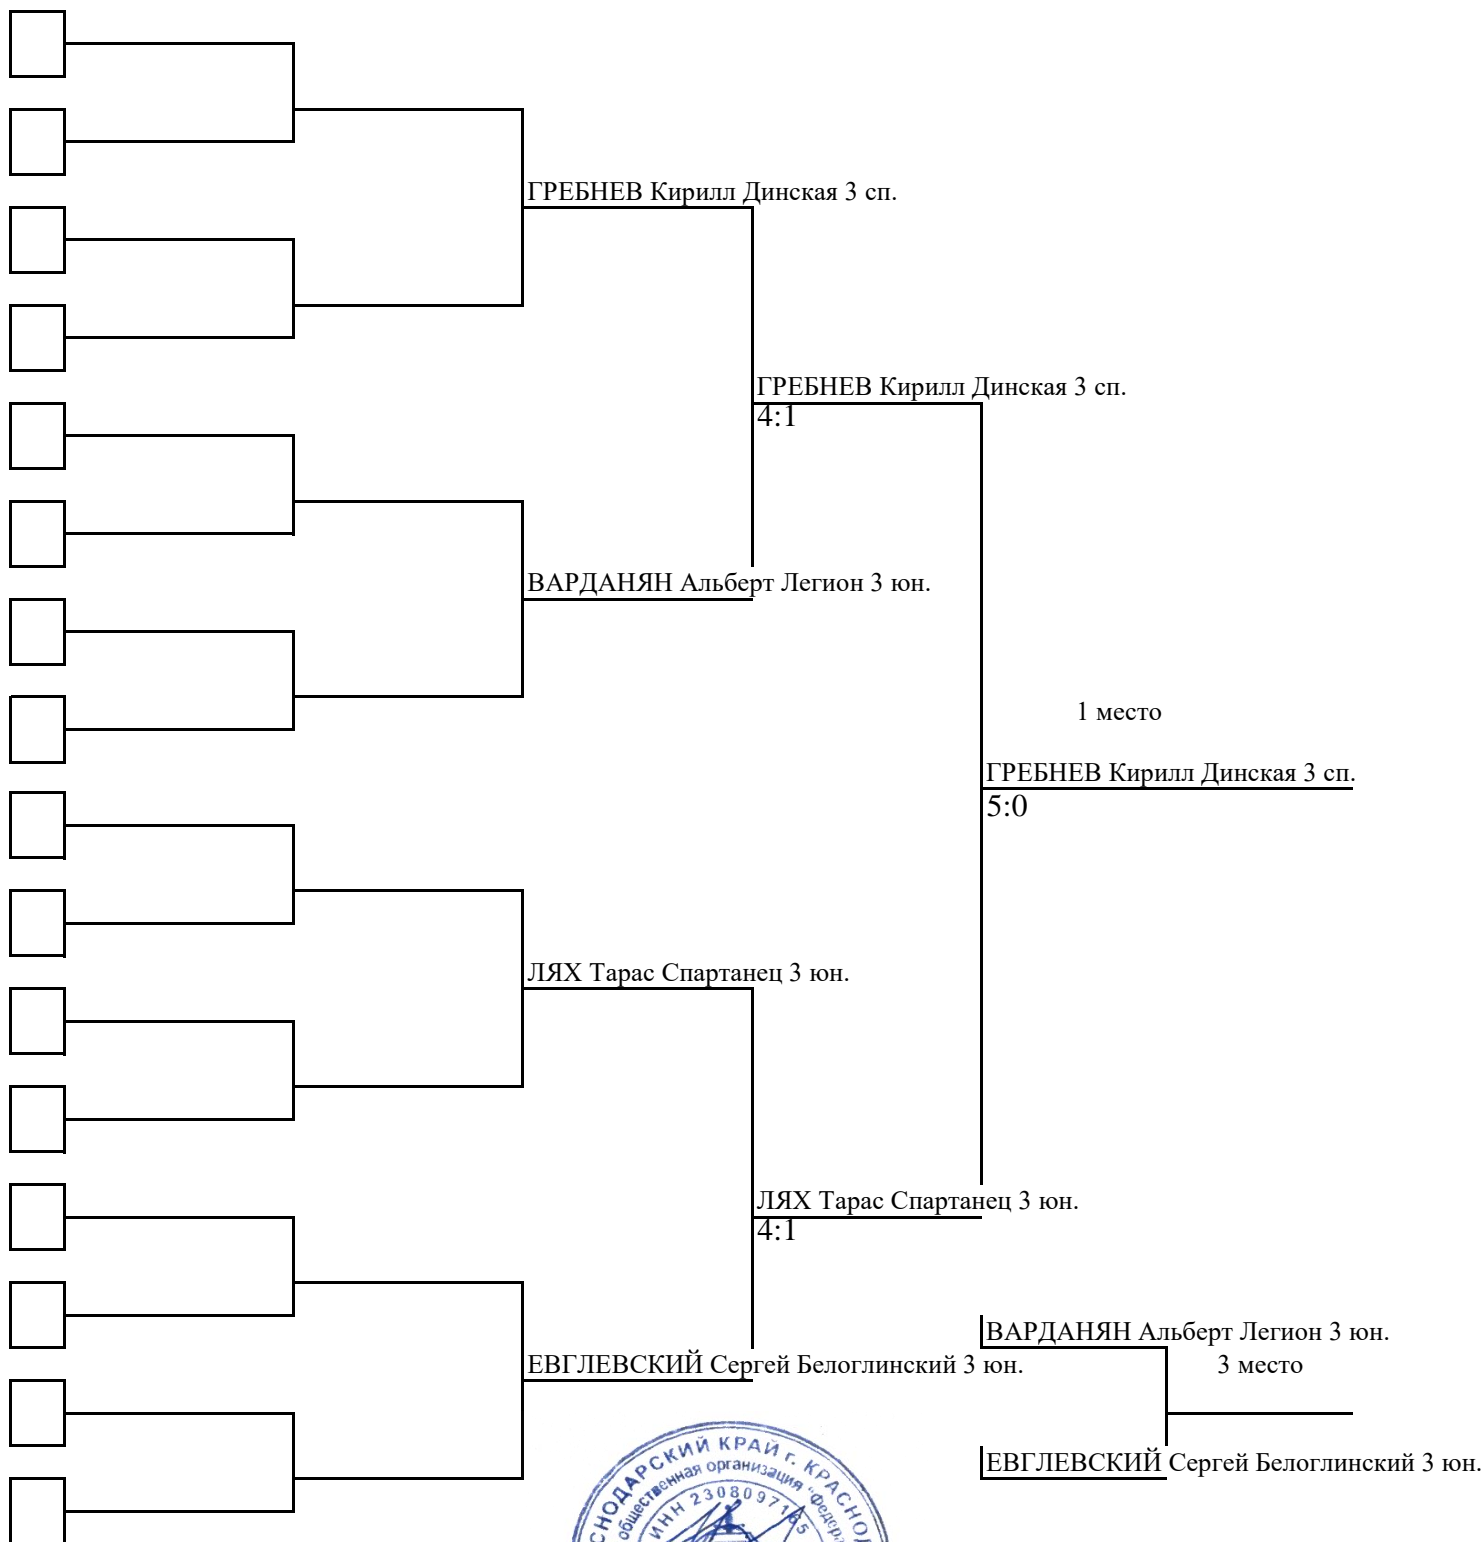 ГРЕБНЕВ Кирилл Динская 3 сп.
ГРЕБНЕВ Кирилл Динская 3 сп.
4:1
ВАРДАНЯН Альберт Легион 3 юн.
1 место
ГРЕБНЕВ Кирилл Динская 3 сп.
5:0
ЛЯХ Тарас Спартанец 3 юн.
ЛЯХ Тарас Спартанец 3 юн.
4:1
ВАРДАНЯН Альберт Легион 3 юн.
ЕВГЛЕВСКИЙ Сергей Белоглинский 3 юн.
3 место
ЕВГЛЕВСКИЙ Сергей Белоглинский 3 юн.
КРАЙ г.
общественная организация
ИНН 2308097165